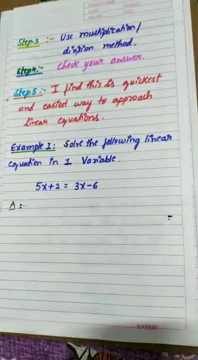 Step 3 Use multiplication/
division method.
Step 4:- Check your answer.
Step 5: I find this is quickest
and easiest way to approach
linear equations.
Example 1: Solve the following linear
equation in 1 Variable
5x+2 = 3x-6
A:-